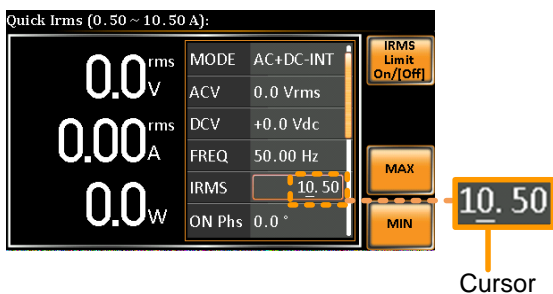 Quick Irms (0.50 ~ 10.50 A):
0.0 rms V
0.00 rms A
0.0 W
MODE AC+DC-INT
ACV 0.0 Vrms
DCV +0.0 Vdc
FREQ 50.00 Hz
IRMS 10. 50
ON Phs 0.0 °
IRMS
Limit
On/[Off]
MAX
MIN
10. 50
Cursor